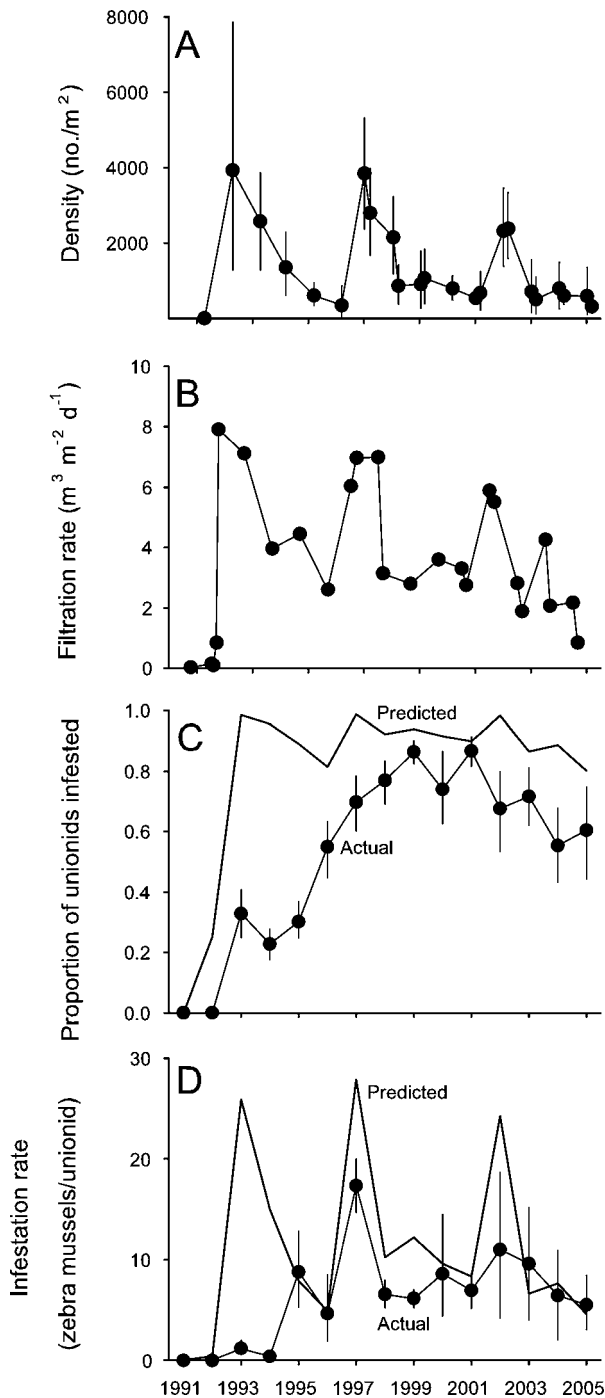 A
Density (no./m²)
8000
6000
4000
2000
B
Filtration rate (m³ m⁻² d⁻¹)
10
8
6
4
2
0
C
Proportion of unionids infested
1.0
0.8
0.6
0.4
0.2
0.0
Predicted
Actual
D
Infestation rate
(zebra mussels/unionid)
30
20
10
0
Predicted
Actual
1991 1993 1995 1997 1999 2001 2003 2005